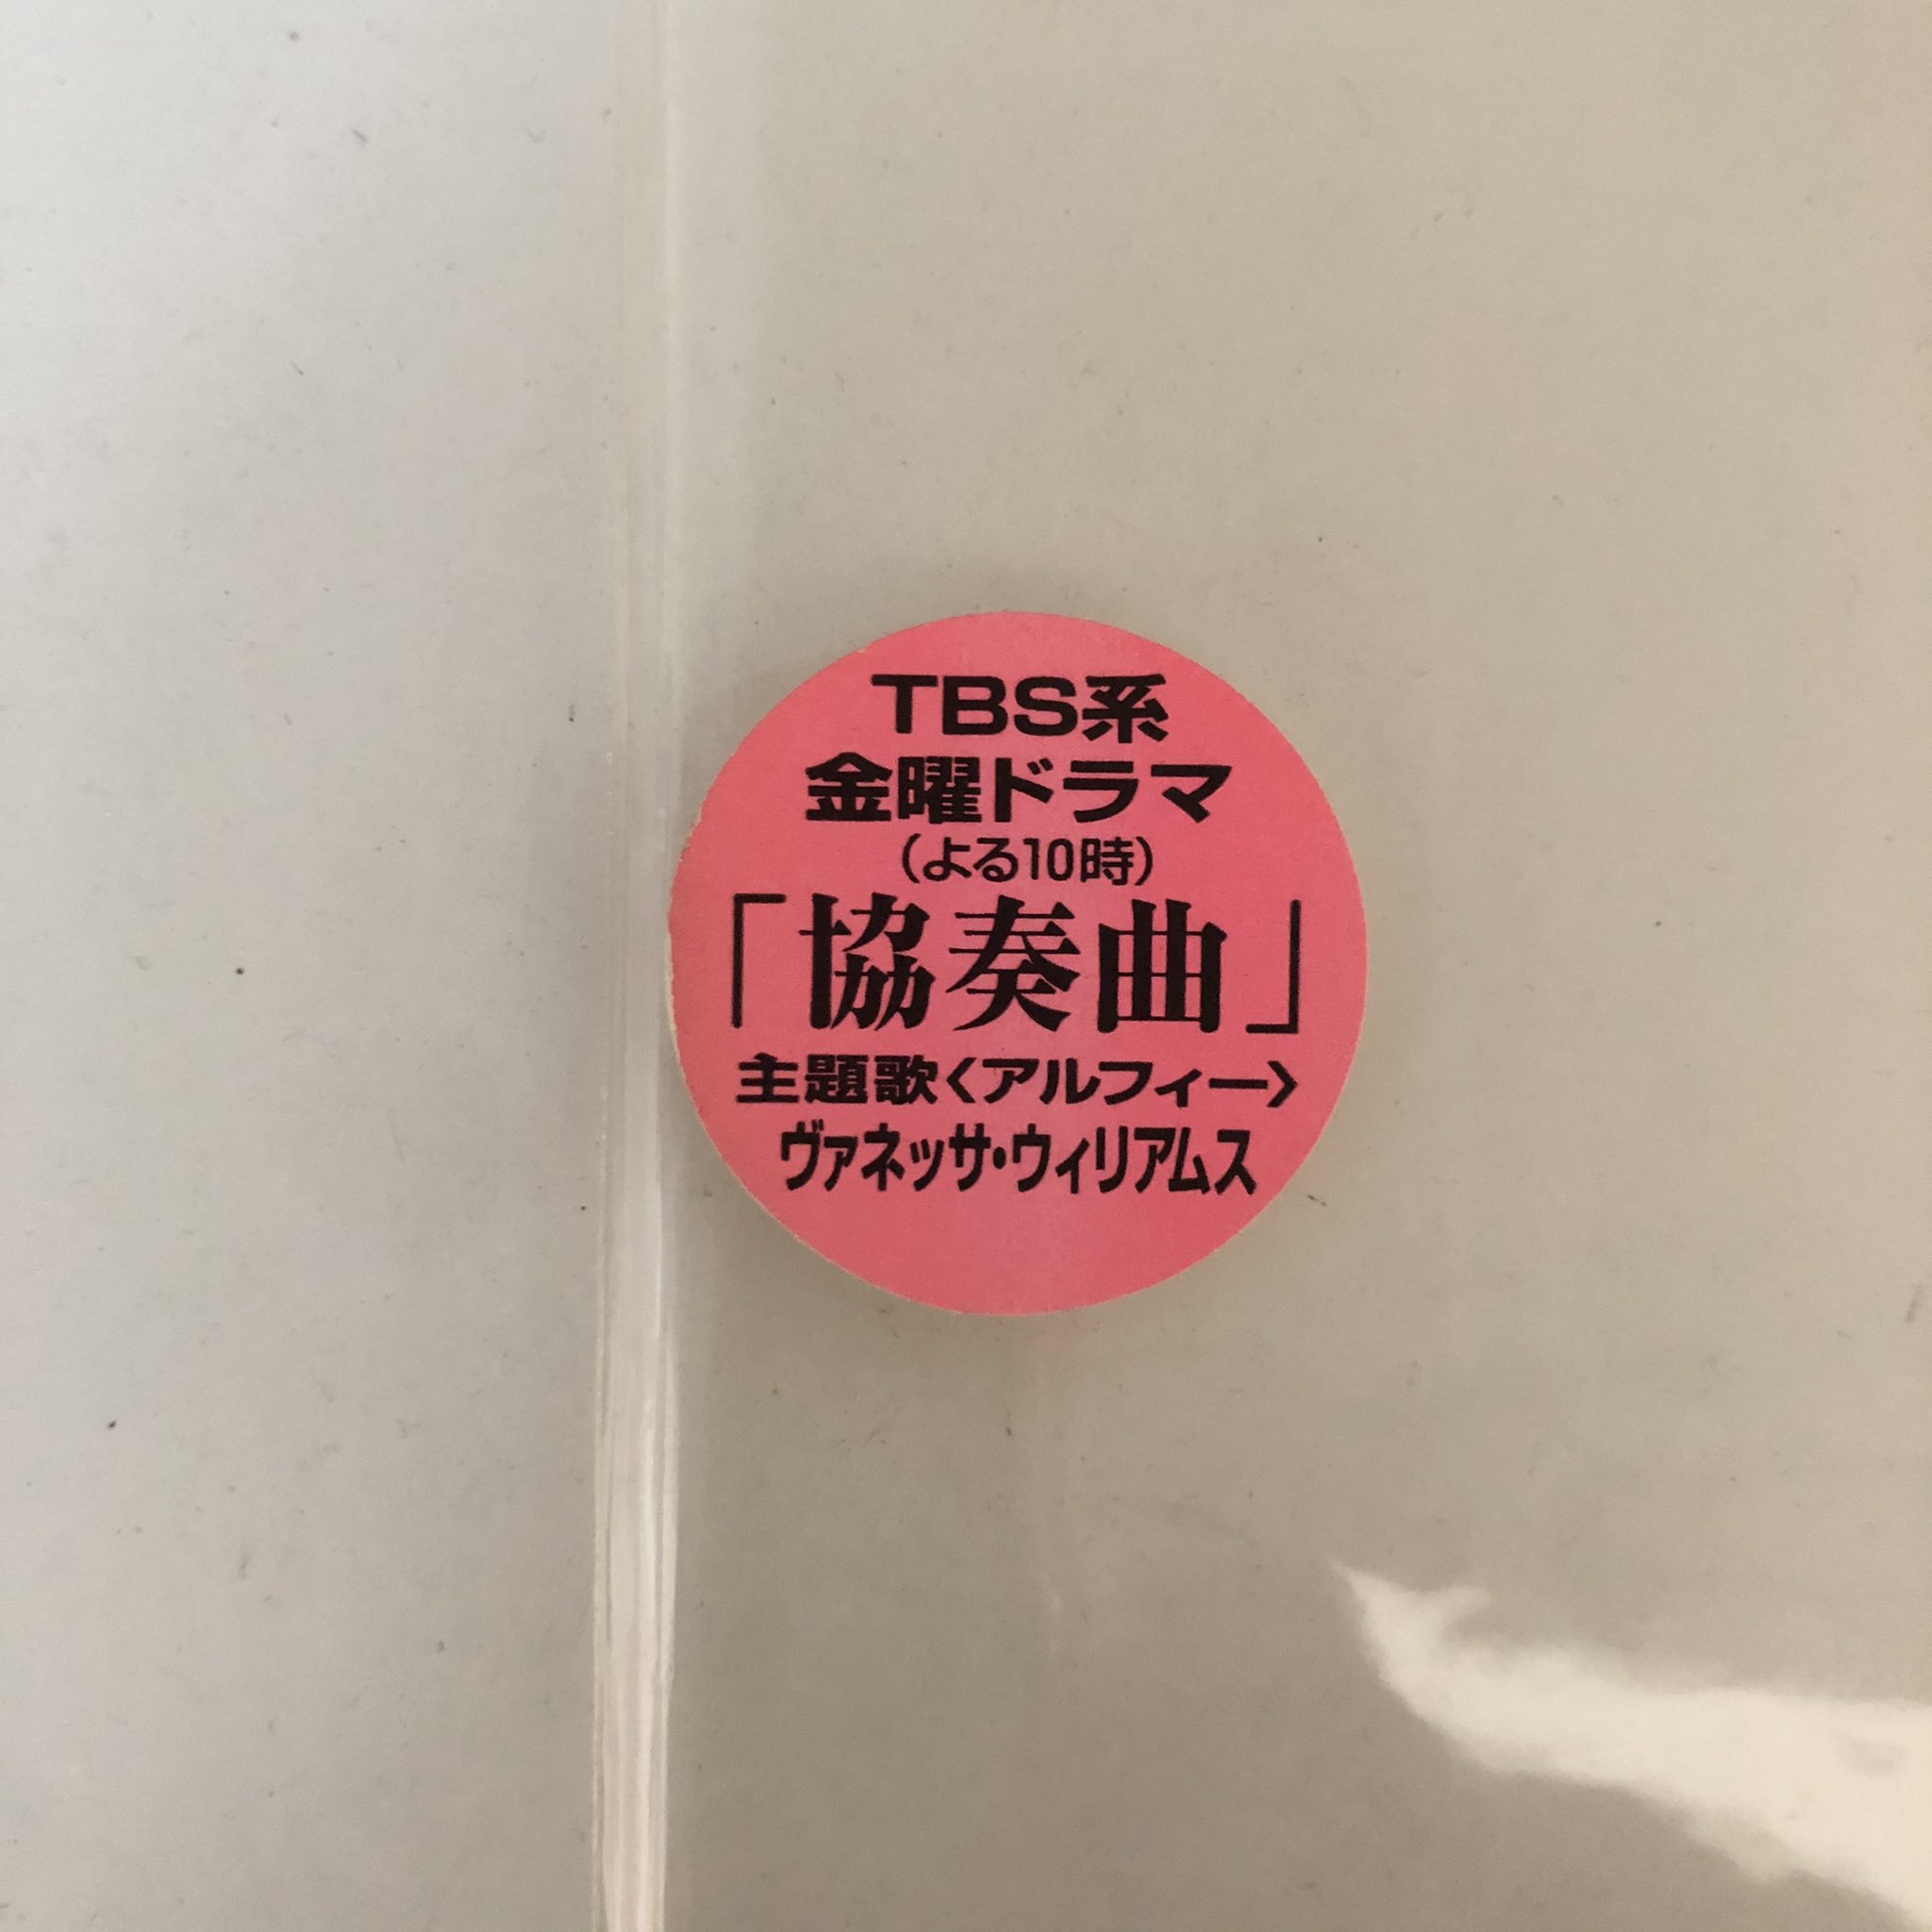 TBS系
金曜ドラマ
(よる10時)
「協奏曲」
主題歌〈アルフィー〉
ヴァネッサ・ウィリアムス